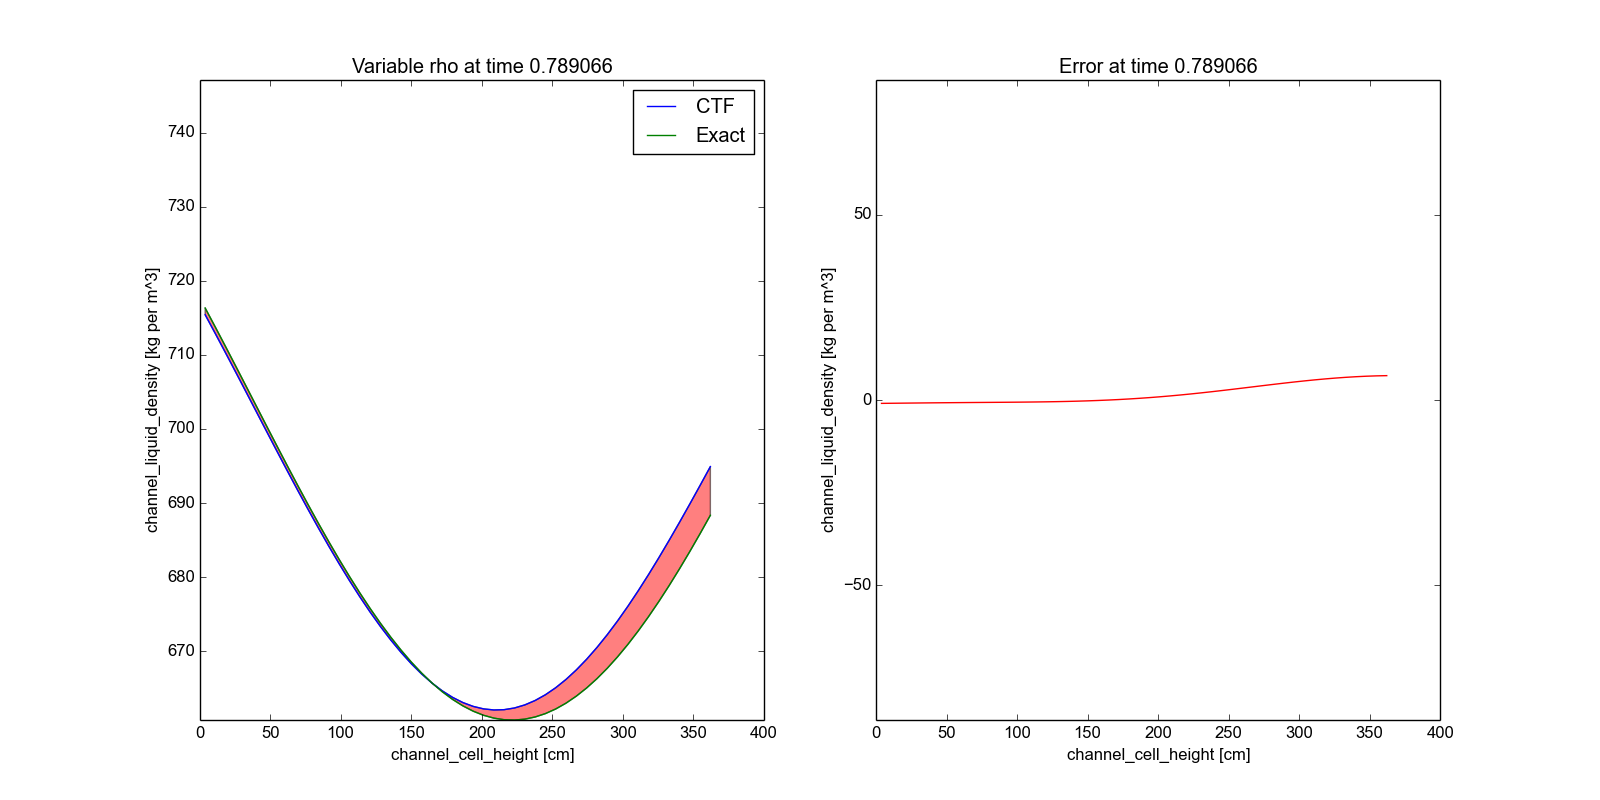 Variable rho at time 0.789066
CTF
Exact
740
730
720
710
700
690
680
670
channel_liquid_density [kg per m^3]
0 50 100 150 200 250 300 350 400
channel_cell_height [cm]
Error at time 0.789066
50
0
−50
channel_liquid_density [kg per m^3]
0 50 100 150 200 250 300 350 400
channel_cell_height [cm]